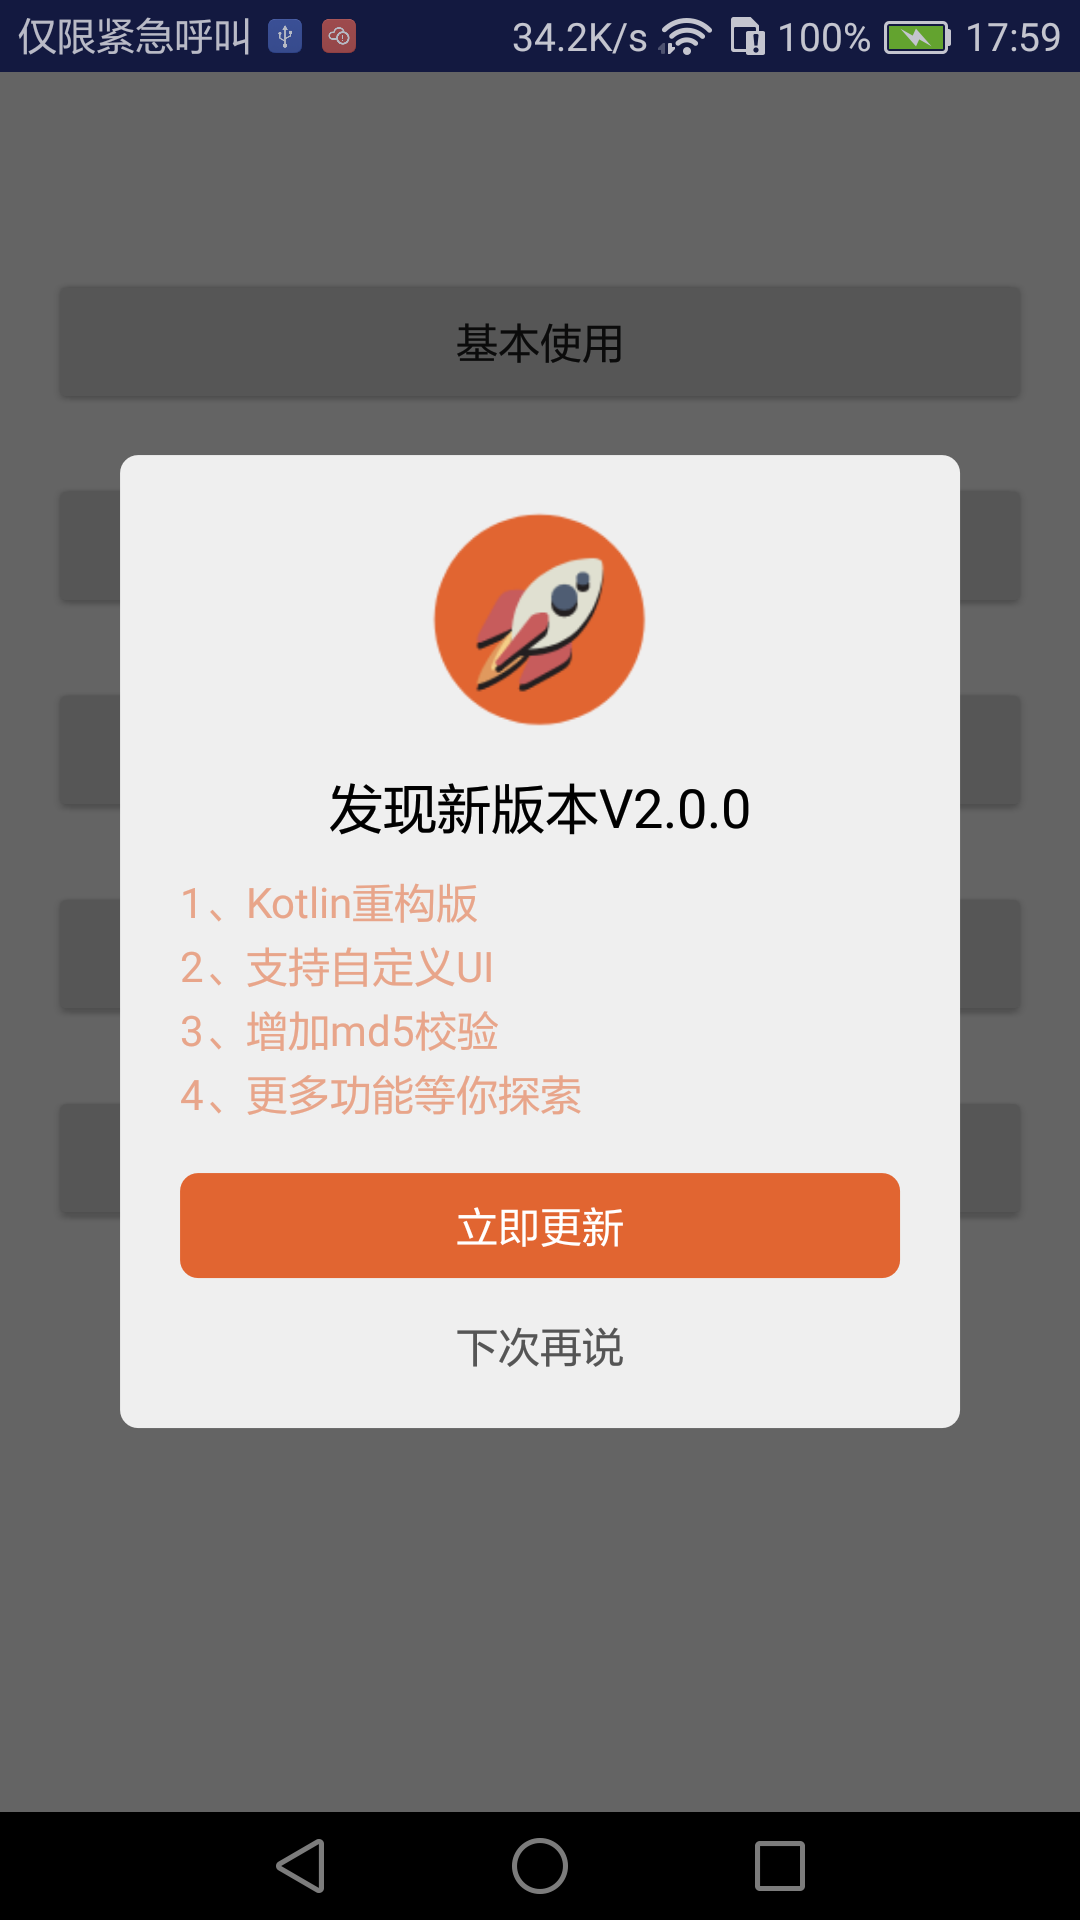 仅限紧急呼叫 34.2K/s 100% 17:59
基本使用
发现新版本V2.0.0
1、Kotlin重构版
2、支持自定义UI
3、增加md5校验
4、更多功能等你探索
立即更新
下次再说